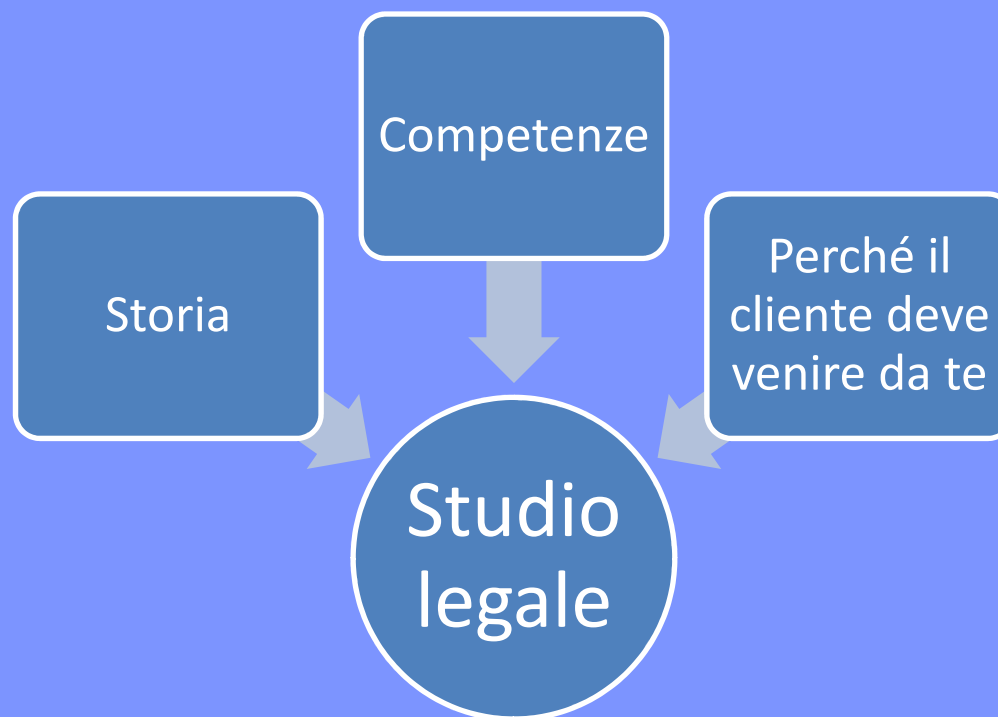 Competenze
Storia
Perché il
cliente deve
venire da te
Studio
legale